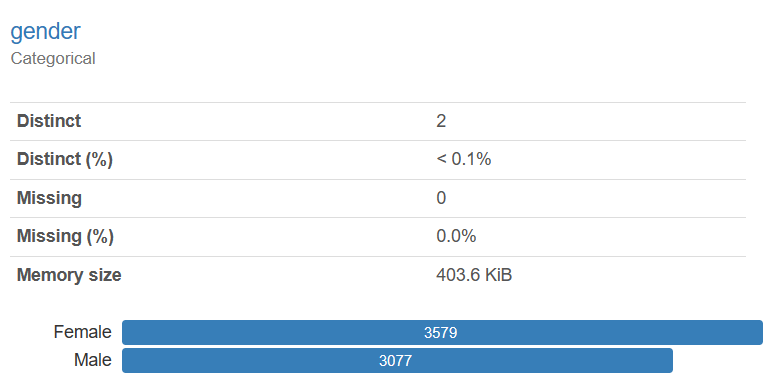 gender
Categorical
Distinct 2
Distinct (%) < 0.1%
Missing 0
Missing (%) 0.0%
Memory size 403.6 KiB
Female 3579
Male 3077